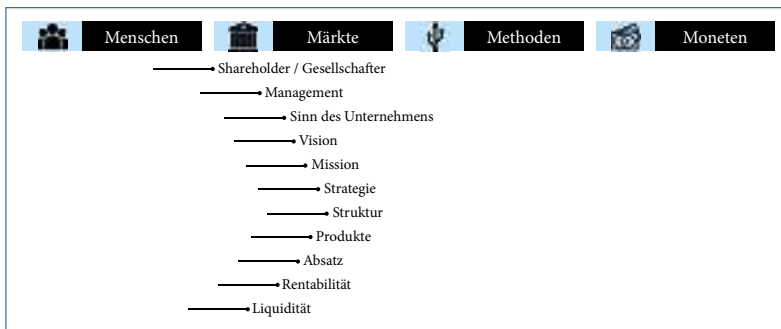 Menschen Märkte Methoden Moneten
Shareholder / Gesellschafter
Management
Sinn des Unternehmens
Vision
Mission
Strategie
Struktur
Produkte
Absatz
Rentabilität
Liquidität